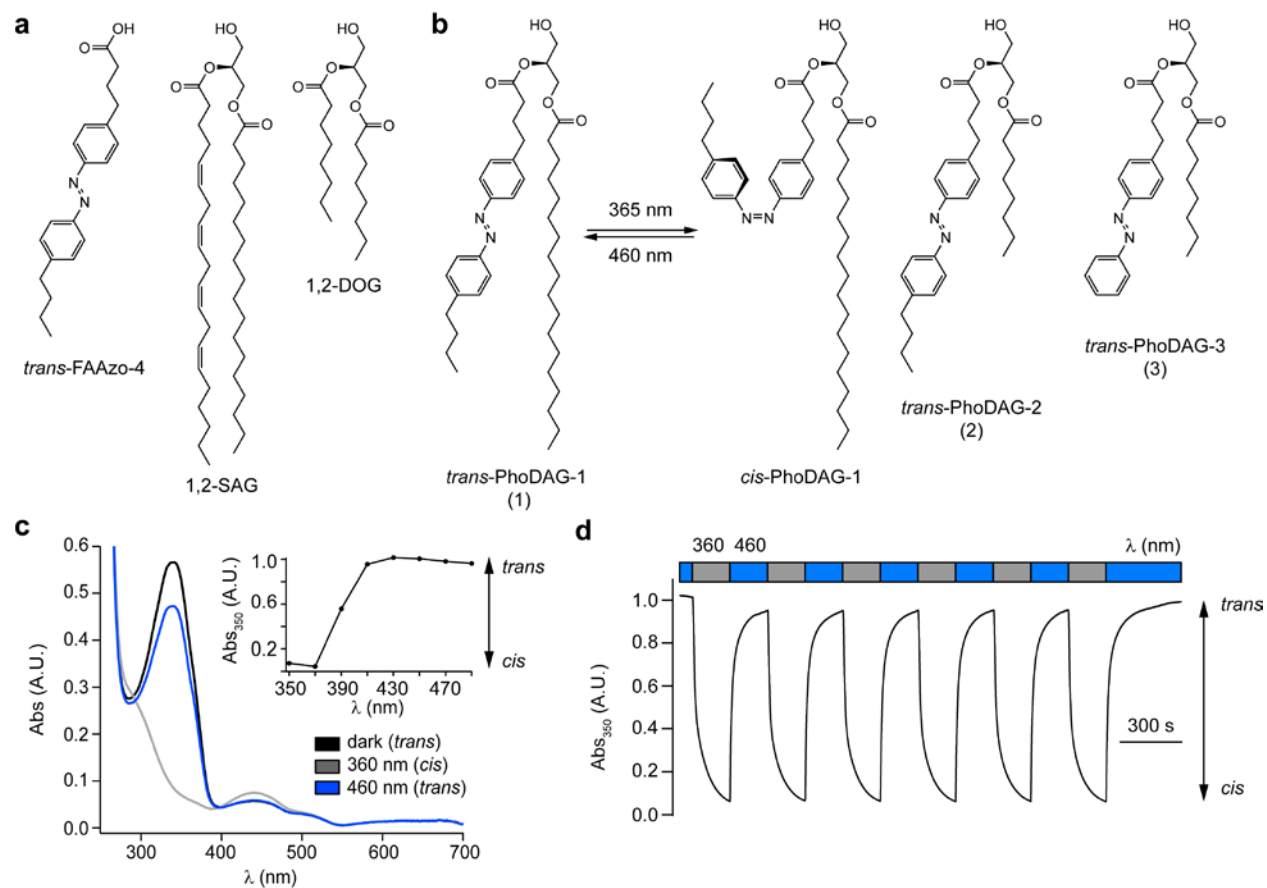 a
b
OH
O
N
N
trans-FAAzo-4
HO
O
O
O
O
1,2-SAG
HO
O
O
O
O
1,2-DOG
HO
O
O
O
O
N
N
trans-PhoDAG-1
(1)
365 nm
460 nm
HO
O
O
O
O
N=N
cis-PhoDAG-1
HO
O
O
O
O
N
N
trans-PhoDAG-2
(2)
HO
O
O
O
O
N
N
trans-PhoDAG-3
(3)
c
Abs (A.U.)
0.6
0.5
0.4
0.3
0.2
0.1
0.0
300
400
500
600
700
λ (nm)
Abs350 (A.U.)
1.0
0.6
0.2
350
390
430
470
λ (nm)
trans
cis
dark (trans)
360 nm (cis)
460 nm (trans)
d
360 460 λ (nm)
Abs350 (A.U.)
1.0
0.8
0.6
0.4
0.2
0.0
300 s
trans
cis